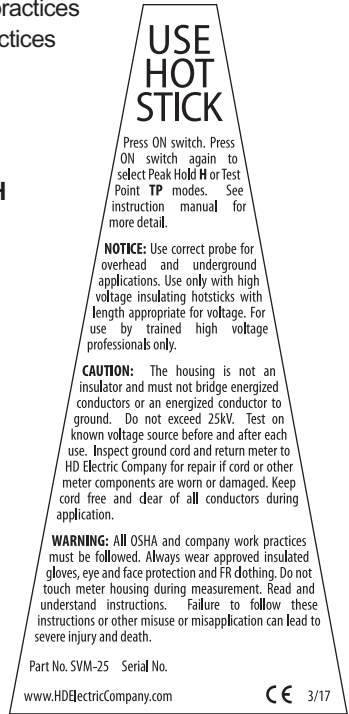 practices
ctices
H
USE
HOT
STICK
Press ON switch. Press
ON switch again to
select Peak Hold H or Test
Point TP modes. See
instruction manual for
more detail.
NOTICE: Use correct probe for
overhead and underground
applications. Use only with high
voltage insulating hotsticks with
length appropriate for voltage. For
use by trained high voltage
professionals only.
CAUTION: The housing is not an
insulator and must not bridge energized
conductors or an energized conductor to
ground. Do not exceed 25kV. Test on
known voltage source before and after each
use. Inspect ground cord and return meter to
HD Electric Company for repair if cord or other
meter components are worn or damaged. Keep
cord free and clear of all conductors during
application.
WARNING: All OSHA and company work practices
must be followed. Always wear approved insulated
gloves, eye and face protection and FR clothing. Do not
touch meter housing during measurement. Read and
understand instructions. Failure to follow these
instructions or other misuse or misapplication can lead to
severe injury and death.
Part No. SVM-25 Serial No.
www.HDElectricCompany.com CE 3/17